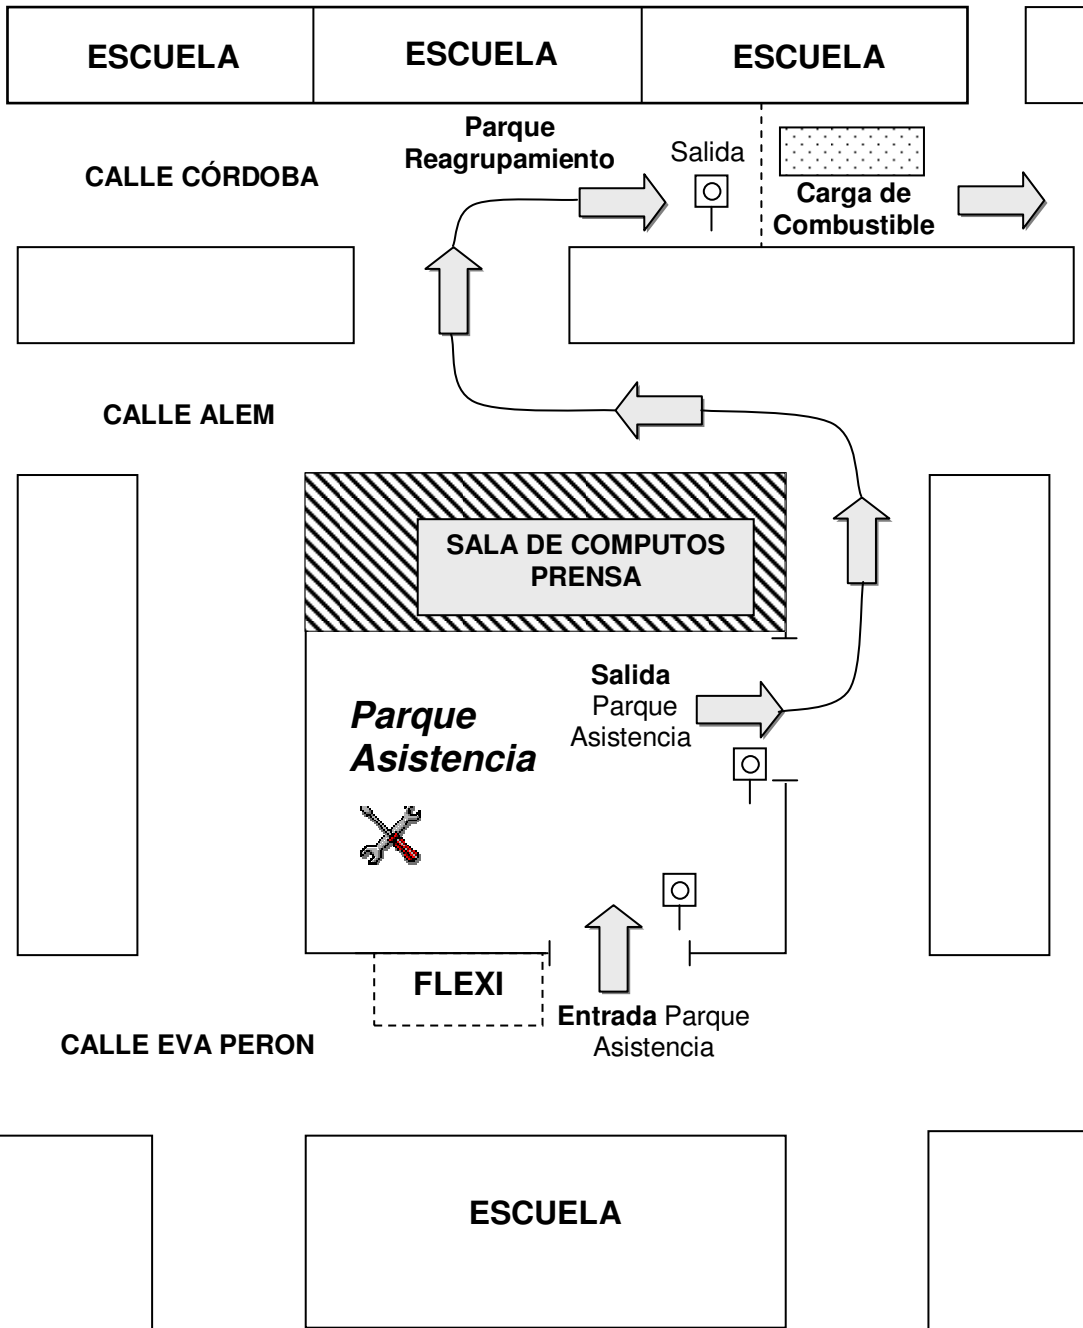 ESCUELA
ESCUELA
ESCUELA
Parque
Reagrupamiento
Salida
CALLE CÓRDOBA
Carga de
Combustible
CALLE ALEM
SALA DE COMPUTOS
PRENSA
Salida
Parque
Asistencia
Parque
Asistencia
FLEXI
Entrada Parque
Asistencia
CALLE EVA PERON
ESCUELA